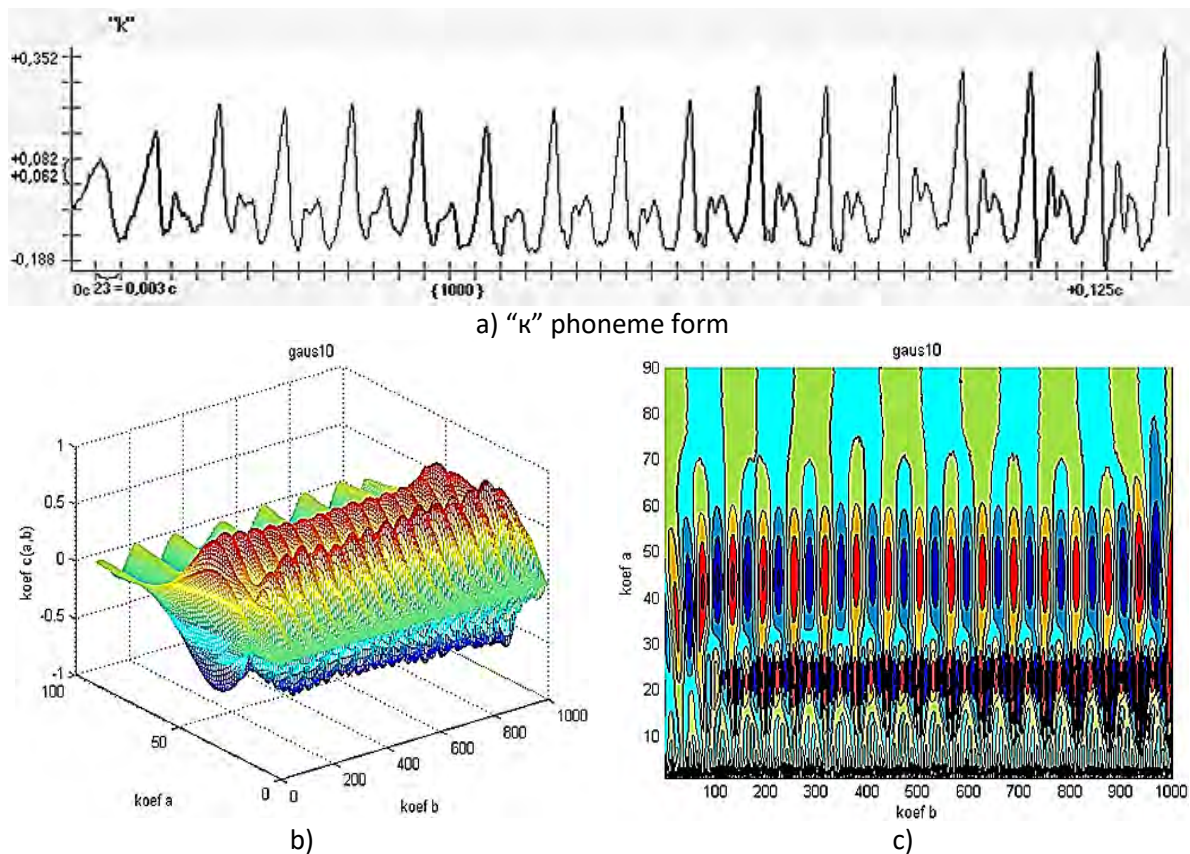 "k"
+0,352
+0,082
+0,062
-0,188
0c 23 = 0,003 c {1000} +0,125c
a) “к” phoneme form
gaus10
1
0.5
0
-0.5
-1
koef c(a,b)
100
50
0
koef a
0
200
400
600
800
1000
koef b
b)
gaus10
90
80
70
60
50
40
30
20
10
koef a
100 200 300 400 500 600 700 800 900 1000
koef b
c)